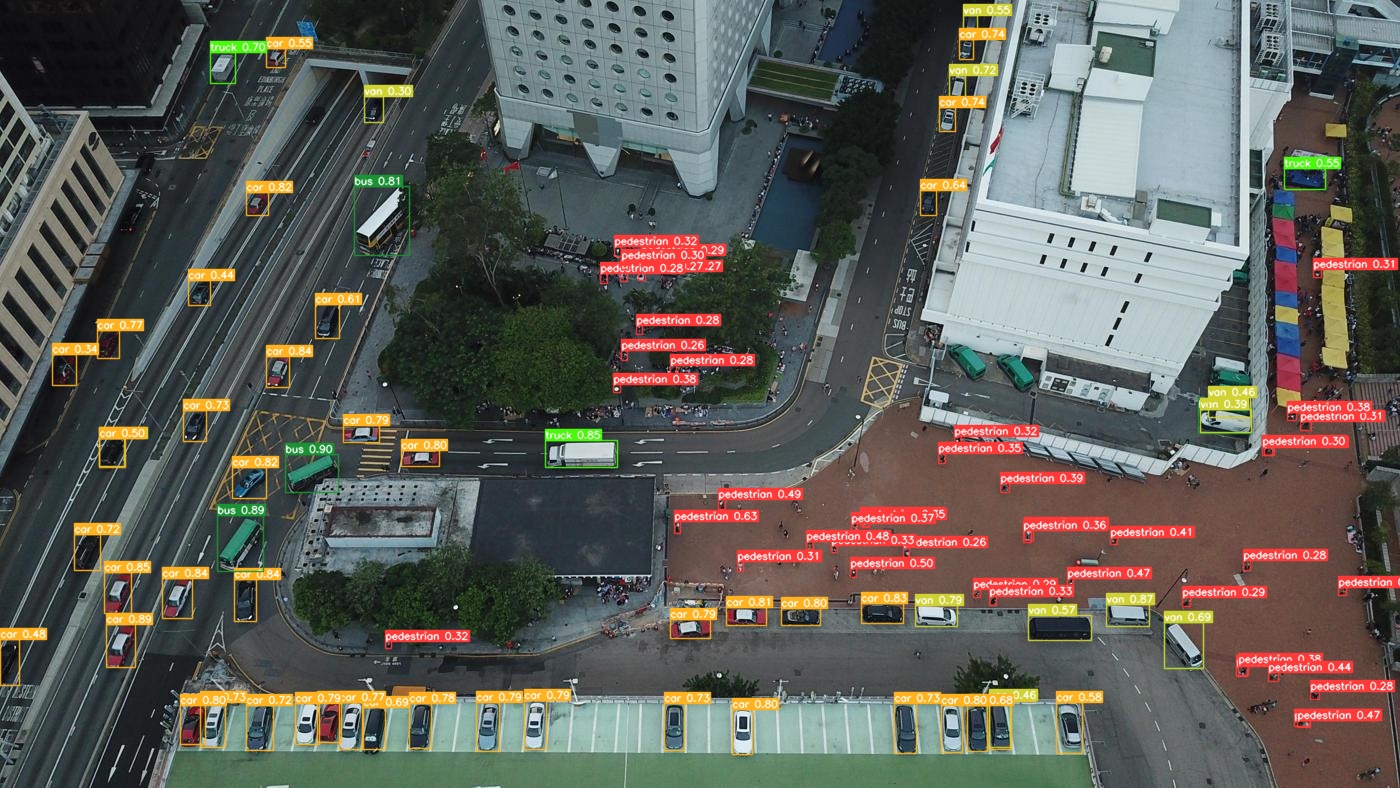 van 0.55
car 0.74
truck 0.70
car 0.55
van 0.72
van 0.30
car 0.74
truck 0.55
bus 0.81
car 0.82
car 0.64
pedestrian 0.32
pedestrian 0.30
pedestrian 0.28
pedestrian 0.31
car 0.44
car 0.61
pedestrian 0.28
car 0.77
pedestrian 0.26
car 0.34
car 0.84
pedestrian 0.28
pedestrian 0.38
van 0.46
van 0.39
car 0.73
pedestrian 0.38
pedestrian 0.31
car 0.79
car 0.50
truck 0.85
pedestrian 0.32
pedestrian 0.30
car 0.80
bus 0.90
pedestrian 0.35
car 0.82
pedestrian 0.39
pedestrian 0.49
bus 0.89
pedestrian 0.63
pedestrian 0.37
pedestrian 0.36
car 0.72
pedestrian 0.41
pedestrian 0.48
pedestrian 0.31
pedestrian 0.50
pedestrian 0.28
car 0.85
car 0.84
car 0.84
pedestrian 0.47
pedestrian 0.33
pedestrian 0.29
car 0.81
car 0.80
car 0.83
van 0.79
van 0.87
car 0.79
van 0.57
van 0.69
car 0.89
car 0.48
pedestrian 0.32
pedestrian 0.38
pedestrian 0.44
pedestrian 0.28
car 0.80
car 0.72
car 0.79
car 0.77
car 0.78
car 0.79
car 0.79
car 0.73
car 0.80
car 0.73
car 0.80
car 0.58
pedestrian 0.47
BUS
STOP